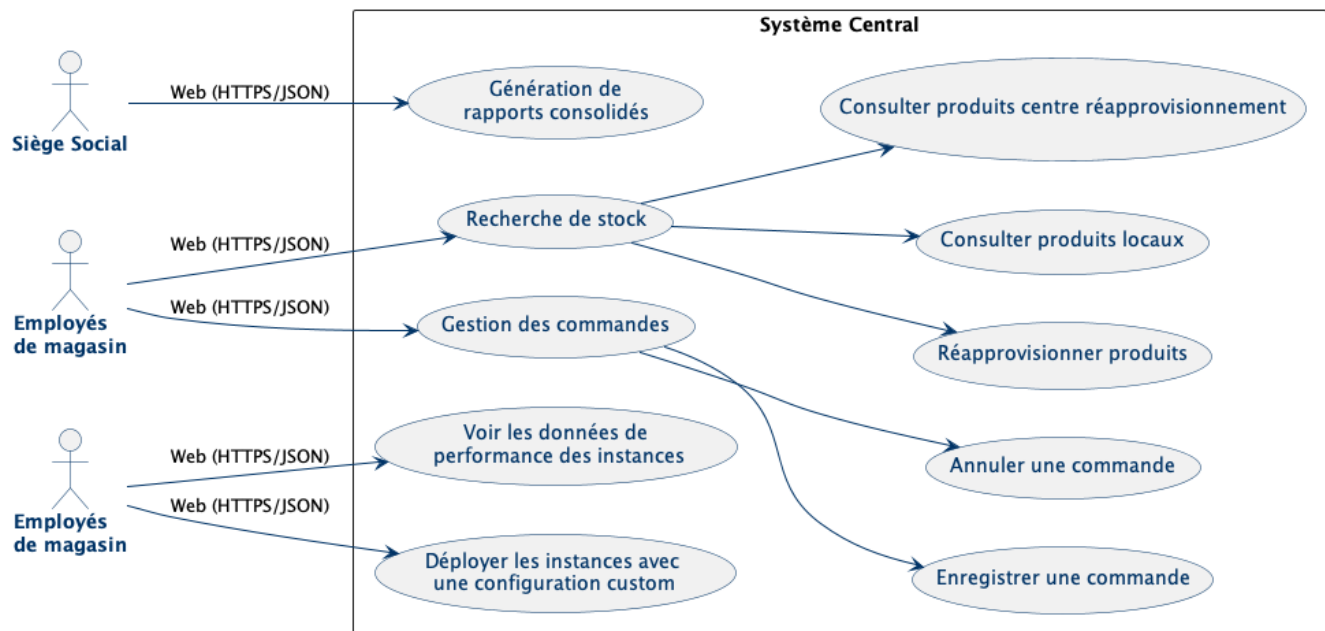 Système Central
Web (HTTPS/JSON)
Génération de
rapports consolidés
Consulter produits centre réapprovisionnement
Siège Social
Recherche de stock
Web (HTTPS/JSON)
Consulter produits locaux
Web (HTTPS/JSON)
Employés
de magasin
Gestion des commandes
Réapprovisionner produits
Voir les données de
performance des instances
Web (HTTPS/JSON)
Annuler une commande
Web (HTTPS/JSON)
Employés
de magasin
Déployer les instances avec
une configuration custom
Enregistrer une commande